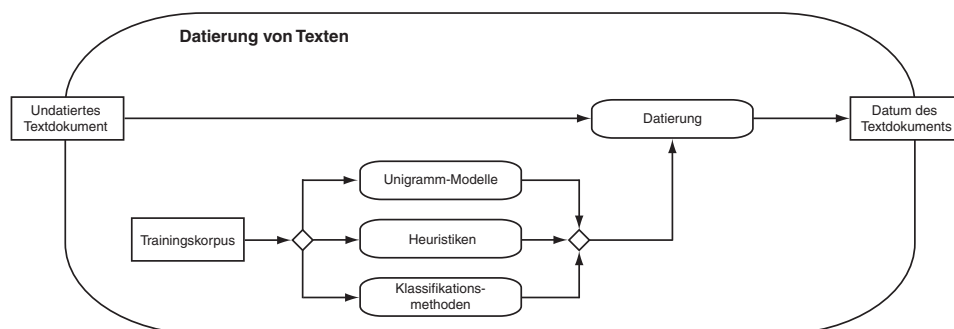 Datierung von Texten
Undatiertes
Textdokument
Datierung
Datum des
Textdokuments
Unigramm-Modelle
Trainingskorpus
Heuristiken
Klassifikations-
methoden